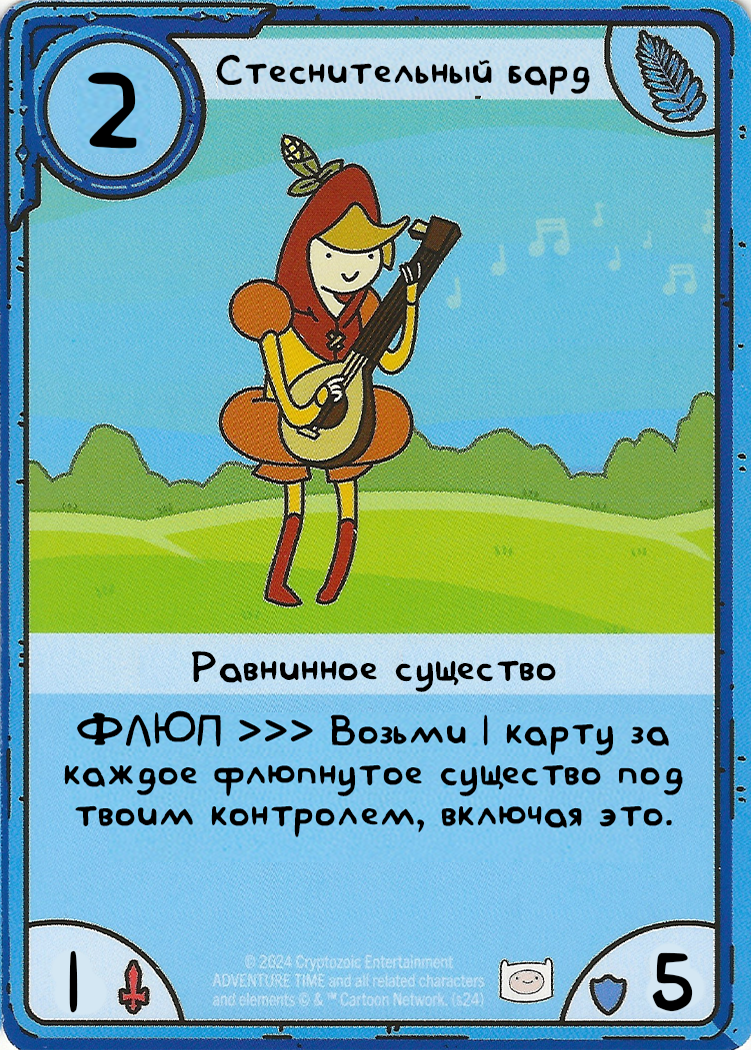 2
Стеснительный бард
Равнинное существо
ФЛЮП >>> Возьми 1 карту за
каждое флюпнутое существо под
твоим контролем, включая это.
© 2024 Cryptozoic Entertainment
ADVENTURE TIME and all related characters
and elements © & ™ Cartoon Network. (s24)
1
5